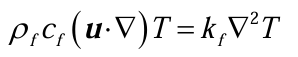 ρ_f c_f (u·∇) T = k_f ∇²T